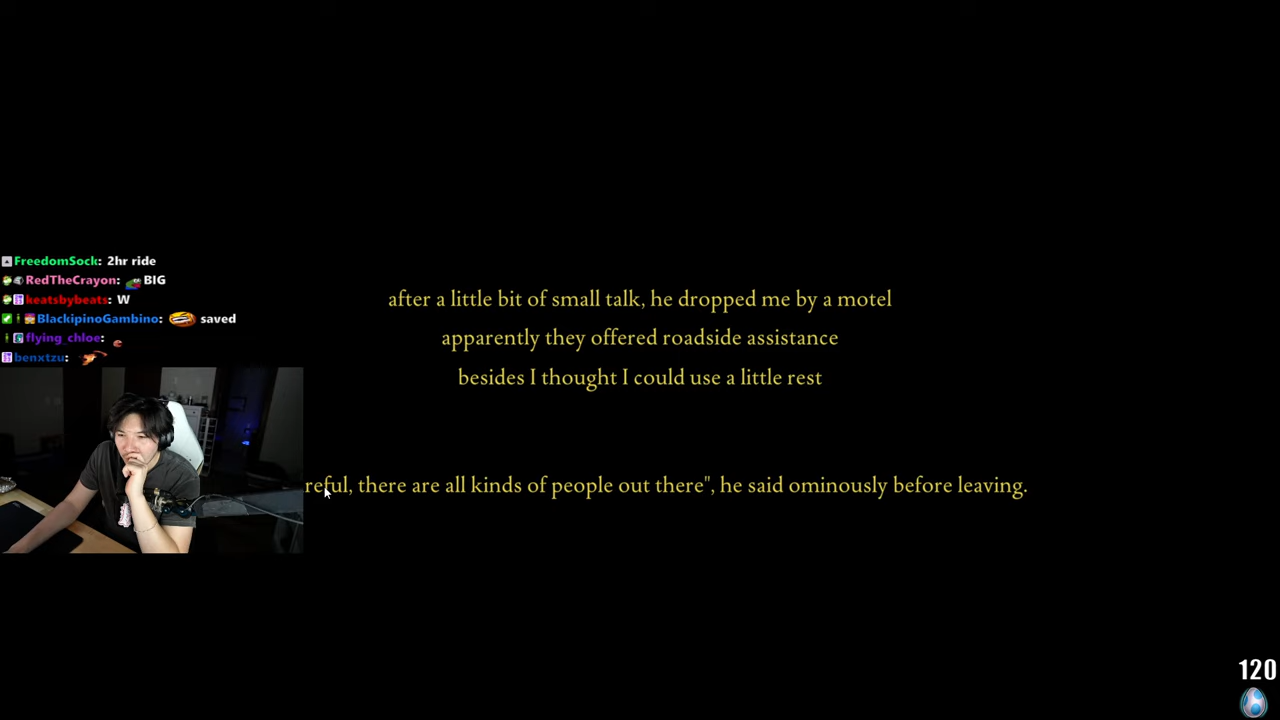 FreedomSock: 2hr ride
RedTheCrayon: BIG
keatsbybeats: W
BlackipinoGambino: saved
flying_chloe:
benxtzu:
after a little bit of small talk, he dropped me by a motel
apparently they offered roadside assistance
besides I thought I could use a little rest
reful, there are all kinds of people out there", he said ominously before leaving.
120